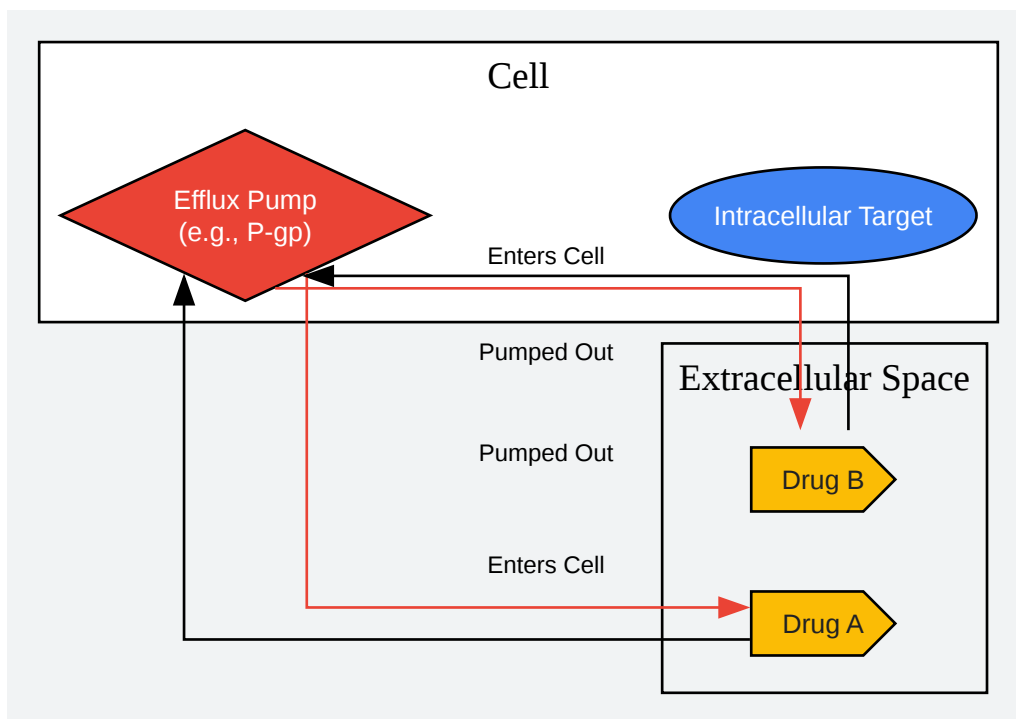 Cell
Efflux Pump
(e.g., P-gp)
Intracellular Target
Enters Cell
Pumped Out
Extracellular Space
Pumped Out
Drug B
Enters Cell
Drug A